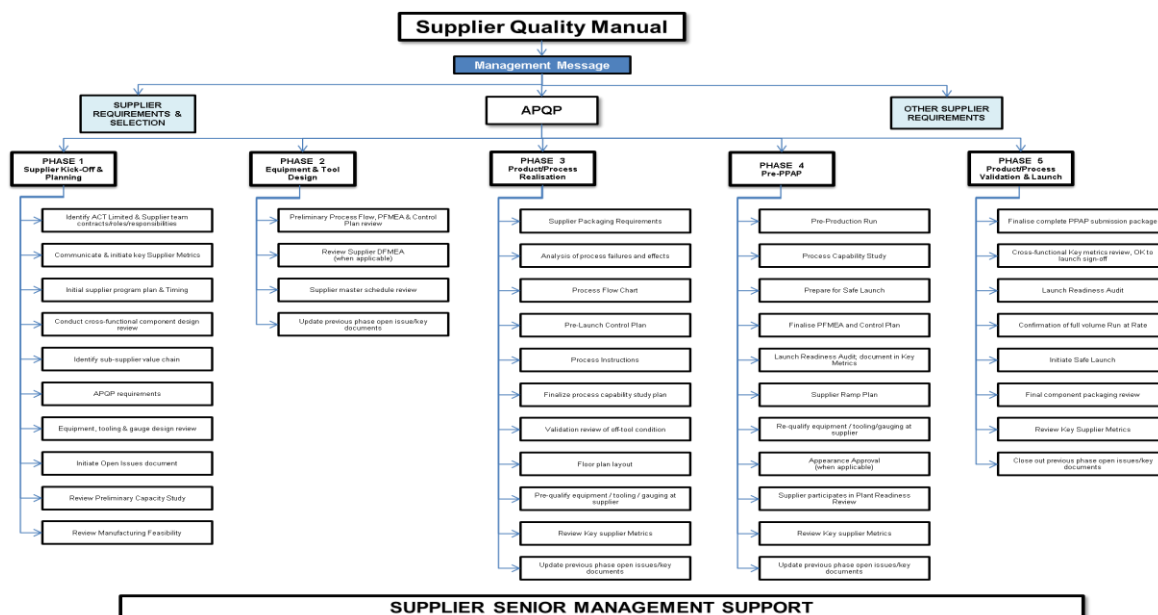 Supplier Quality Manual
Management Message
SUPPLIER
REQUIREMENTS &
SELECTION
APQP
OTHER SUPPLIER
REQUIREMENTS
PHASE 1
Supplier Kick-Off &
Planning
Identify ACT Limited & Supplier team
contracts/roles/responsibilities
Communicate & initiate key Supplier Metrics
Initial supplier program plan & Timing
Conduct cross-functional component design
review
Identify sub-supplier value chain
APQP requirements
Equipment, tooling & gauge design review
Initiate Open Issues document
Review Preliminary Capacity Study
Review Manufacturing Feasibility
PHASE 2
Equipment & Tool
Design
Preliminary Process Flow, PFMEA & Control
Plan review
Review Supplier DFMEA
(when applicable)
Supplier master schedule review
Update previous phase open issue/key
documents
PHASE 3
Product/Process
Realisation
Supplier Packaging Requirements
Analysis of process failures and effects
Process Flow Chart
Pre-Launch Control Plan
Process Instructions
Finalize process capability study plan
Validation review of off-tool condition
Floor plan layout
Pre-qualify equipment / tooling / gauging at
supplier
Review Key supplier Metrics
Update previous phase open issues/key
documents
PHASE 4
Pre-PPAP
Pre-Production Run
Process Capability Study
Prepare for Safe Launch
Finalise PFMEA and Control Plan
Launch Readiness Audit; document in Key
Metrics
Supplier Ramp Plan
Re-qualify equipment / tooling/gauging at
supplier
Appearance Approval
(when applicable)
Supplier participates in Plant Readiness
Review
Review Key supplier Metrics
Update previous phase open issues/key
documents
PHASE 5
Product/Process
Validation & Launch
Finalise complete PPAP submission package
Cross-functional Key metrics review, OK to
launch sign-off
Launch Readiness Audit
Confirmation of full volume Run at Rate
Initiate Safe Launch
Final component packaging review
Review Key Supplier Metrics
Close out previous phase open issues/key
documents
SUPPLIER SENIOR MANAGEMENT SUPPORT